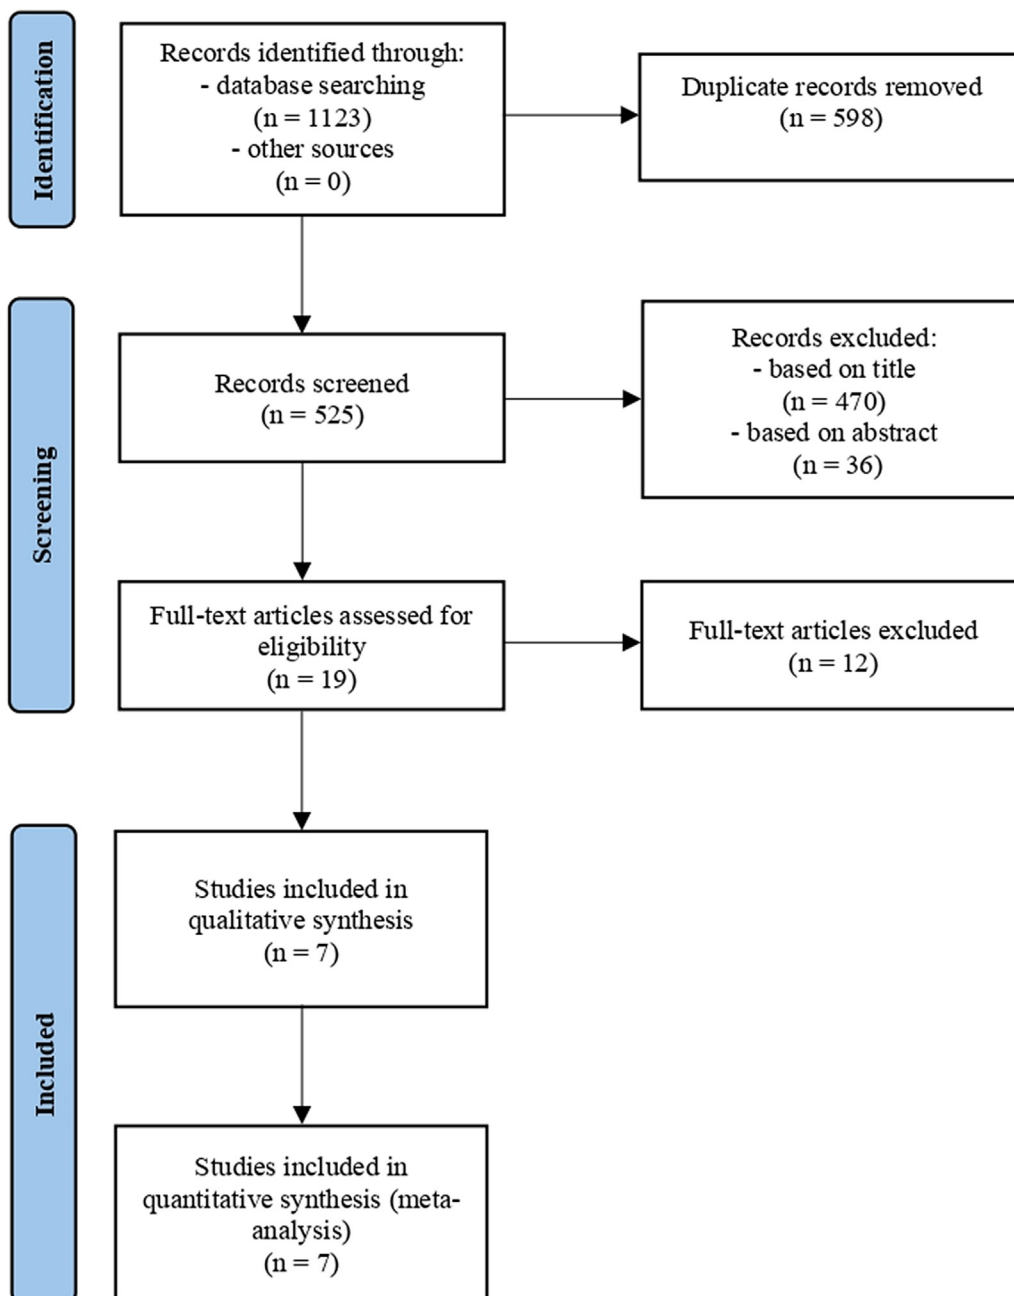 Identification
Records identified through:
- database searching
(n = 1123)
- other sources
(n = 0)
Duplicate records removed
(n = 598)
Screening
Records screened
(n = 525)
Records excluded:
- based on title
(n = 470)
- based on abstract
(n = 36)
Full-text articles assessed for
eligibility
(n = 19)
Full-text articles excluded
(n = 12)
Included
Studies included in
qualitative synthesis
(n = 7)
Studies included in
quantitative synthesis (meta-
analysis)
(n = 7)